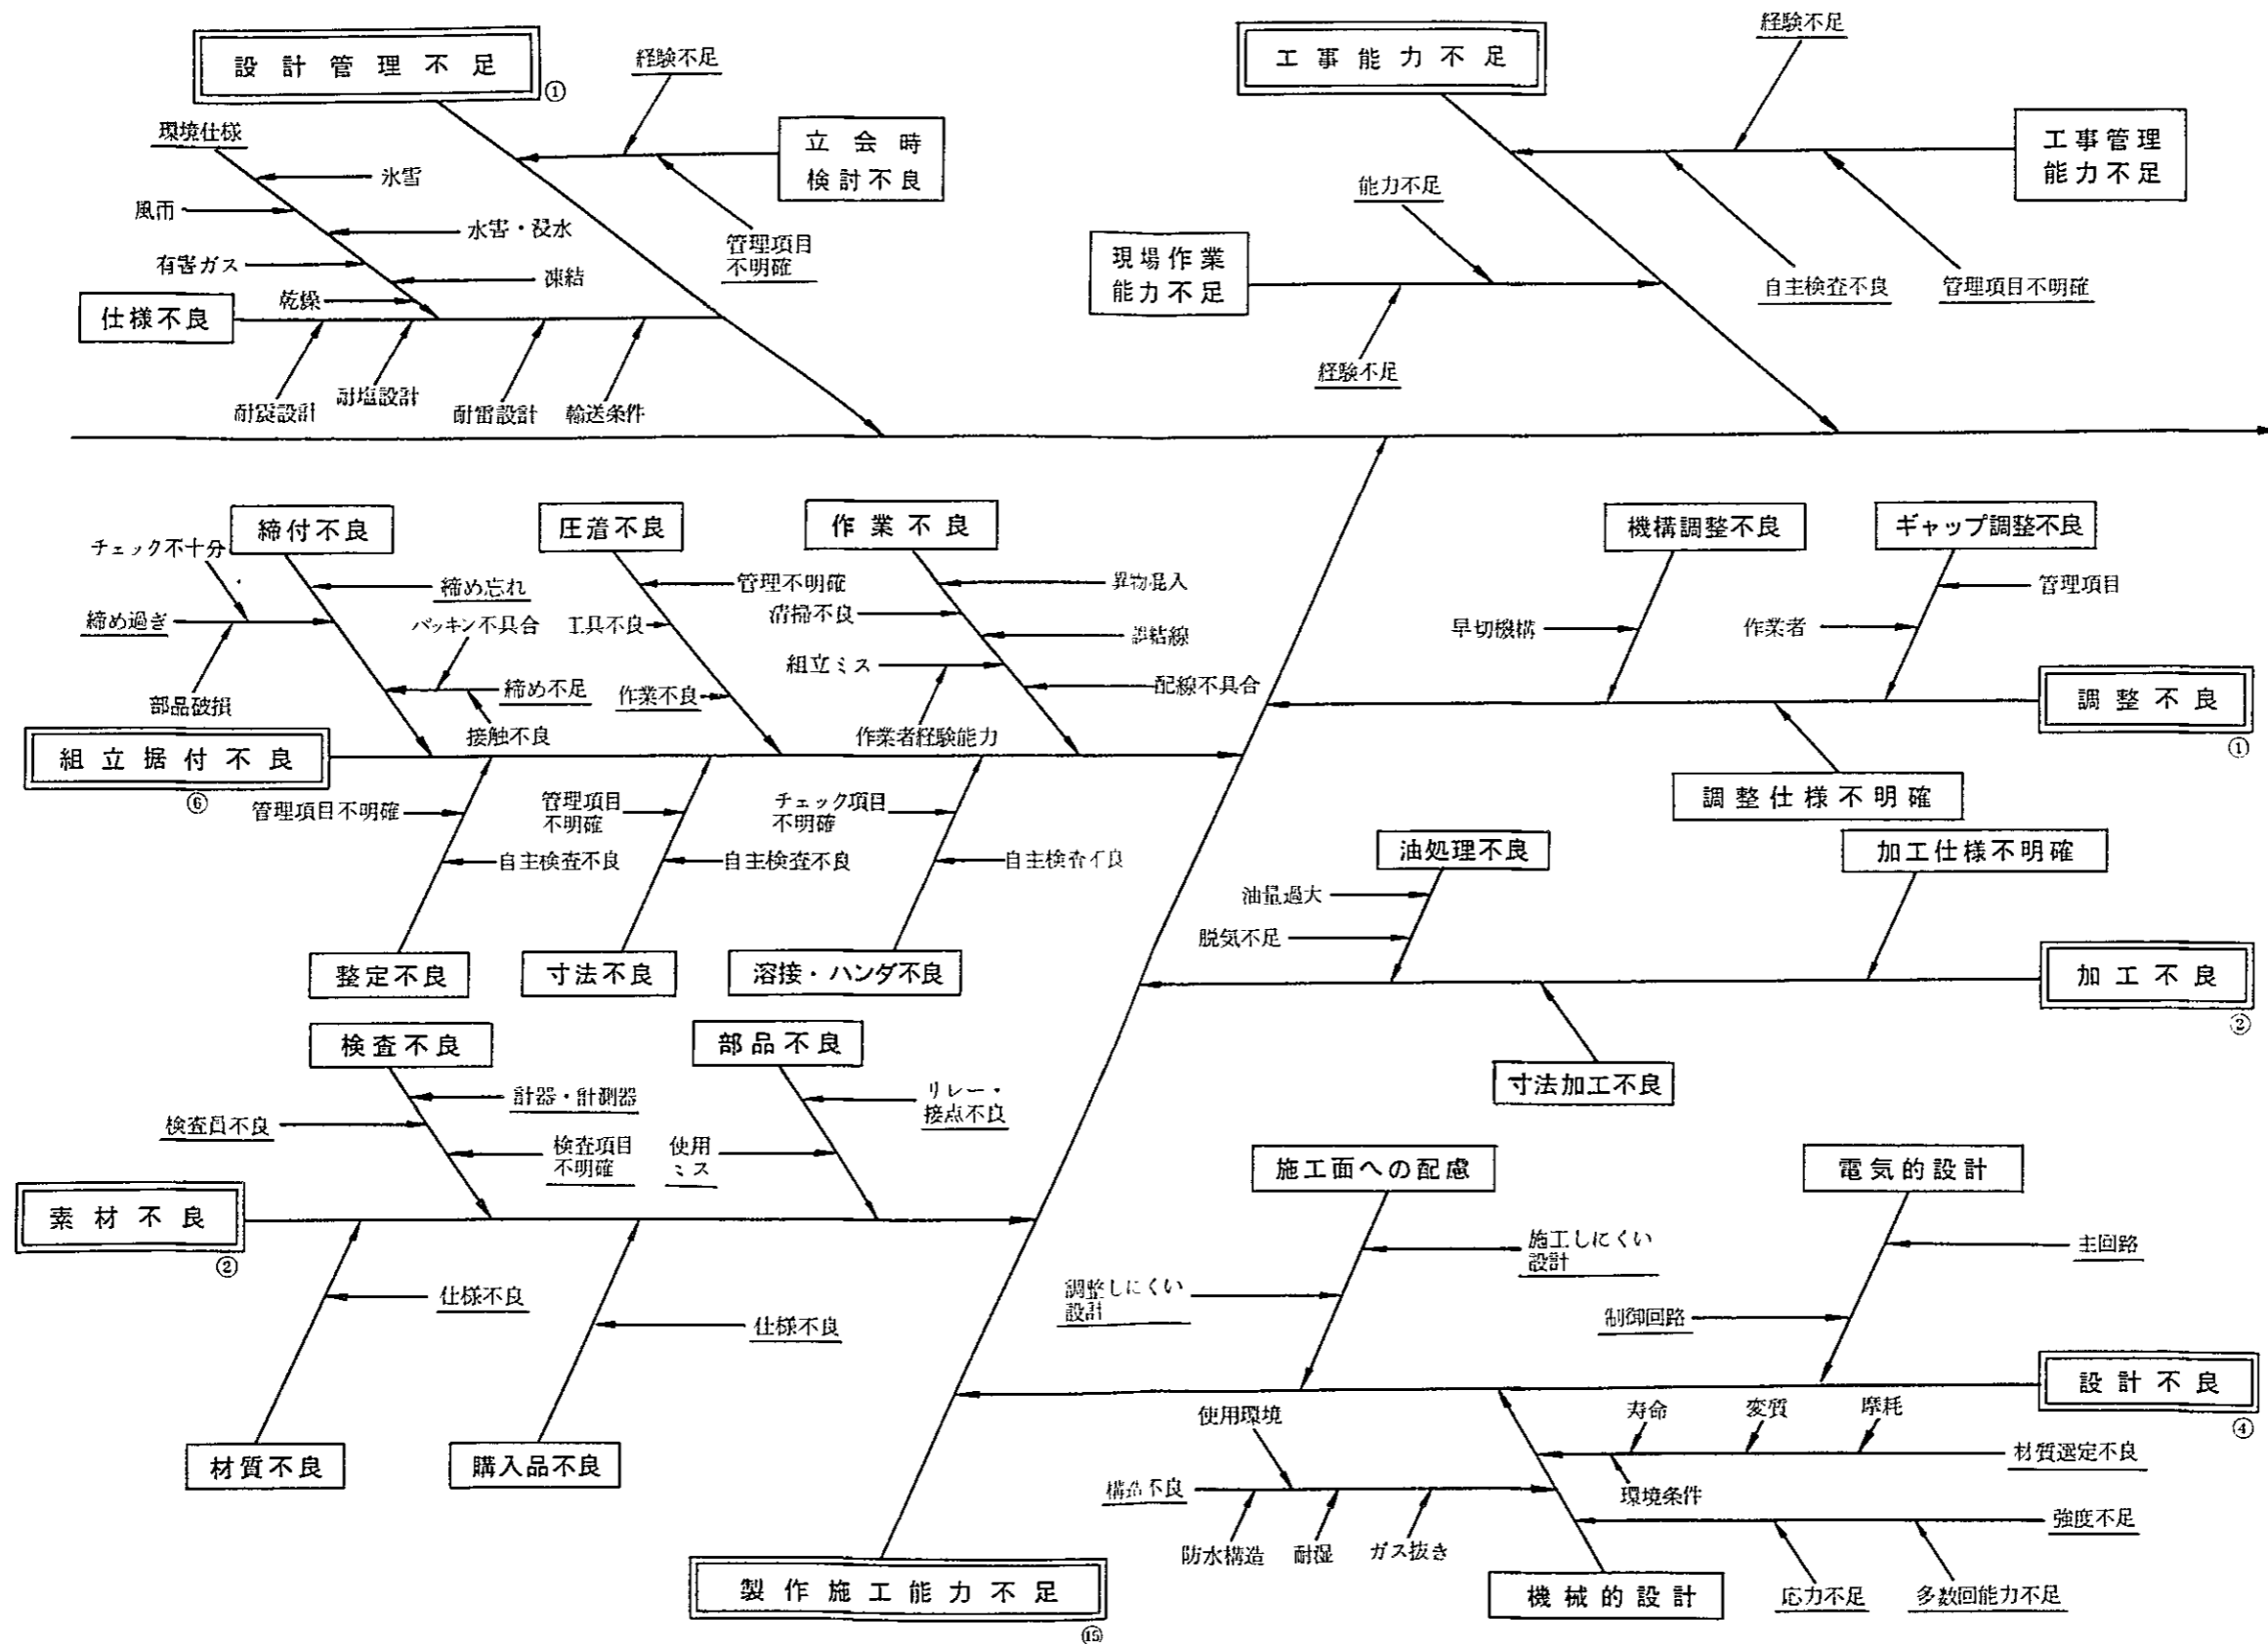 設計管理不足
①
経験不足
環境仕様
立会時
検討不良
氷雪
風雨
水害・浸水
管理項目
不明確
有害ガス
凍結
乾燥
仕様不良
耐震設計
耐塩設計
耐雷設計
輸送条件
工事能力不足
経験不足
工事管理
能力不足
能力不足
現場作業
能力不足
自主検査不良
管理項目不明確
経験不足
締付不良
圧着不良
作業不良
チェック不十分
締め忘れ
管理不明確
異物混入
締め過ぎ
パッキン不具合
工具不良
清掃不良
誤結線
組立ミス
部品破損
締め不足
作業不良
配線不具合
接触不良
作業者経験能力
組立据付不良
⑥
管理項目不明確
管理項目
不明確
チェック項目
不明確
自主検査不良
自主検査不良
自主検査不良
整定不良
寸法不良
溶接・ハンダ不良
機構調整不良
ギャップ調整不良
管理項目
早切機構
作業者
調整不良
①
調整仕様不明確
油処理不良
加工仕様不明確
油量過大
脱気不足
加工不良
②
寸法加工不良
検査不良
部品不良
計器・計測器
リレー・
接点不良
検査員不良
検査項目
不明確
使用
ミス
素材不良
②
仕様不良
仕様不良
材質不良
購入品不良
施工面への配慮
電気的設計
施工しにくい
設計
主回路
調整しにくい
設計
制御回路
設計不良
④
使用環境
寿命
変質
摩耗
材質選定不良
構造不良
環境条件
強度不足
防水構造
耐湿
ガス抜き
機械的設計
応力不足
多数回能力不足
製作施工能力不足
⑮